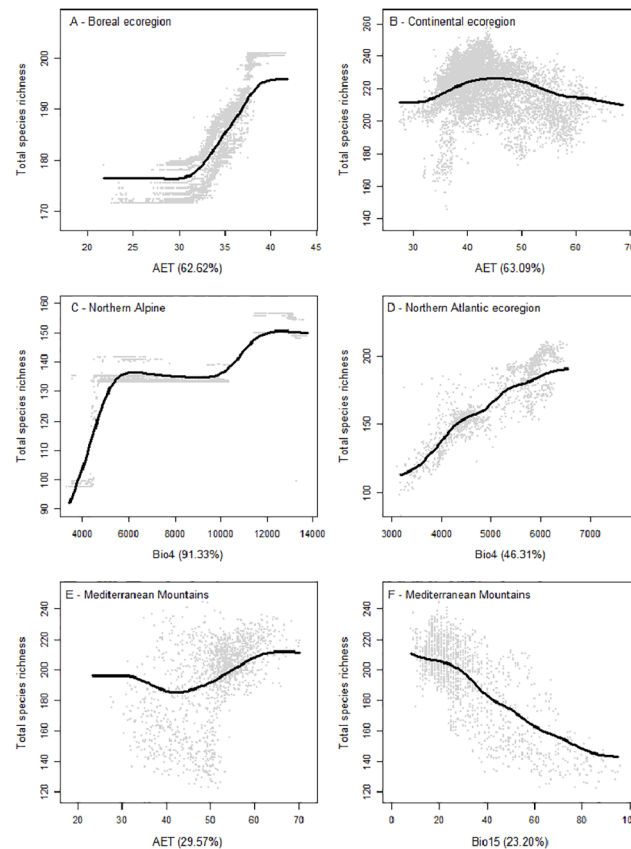 A - Boreal ecoregion
Total species richness
170 180 190 200
20 25 30 35 40 45
AET (62.62%)
B - Continental ecoregion
Total species richness
140 160 180 200 220 240 260
30 40 50 60 70
AET (63.09%)
C - Northern Alpine
Total species richness
90 100 110 120 130 140 150 160
4000 6000 8000 10000 12000 14000
Bio4 (91.33%)
D - Northern Atlantic ecoregion
Total species richness
100 150 200
3000 4000 5000 6000 7000
Bio4 (46.31%)
E - Mediterranean Mountains
Total species richness
120 140 160 180 200 220 240
20 30 40 50 60 70
AET (29.57%)
F - Mediterranean Mountains
Total species richness
120 140 160 180 200 220 240
0 20 40 60 80 100
Bio15 (23.20%)